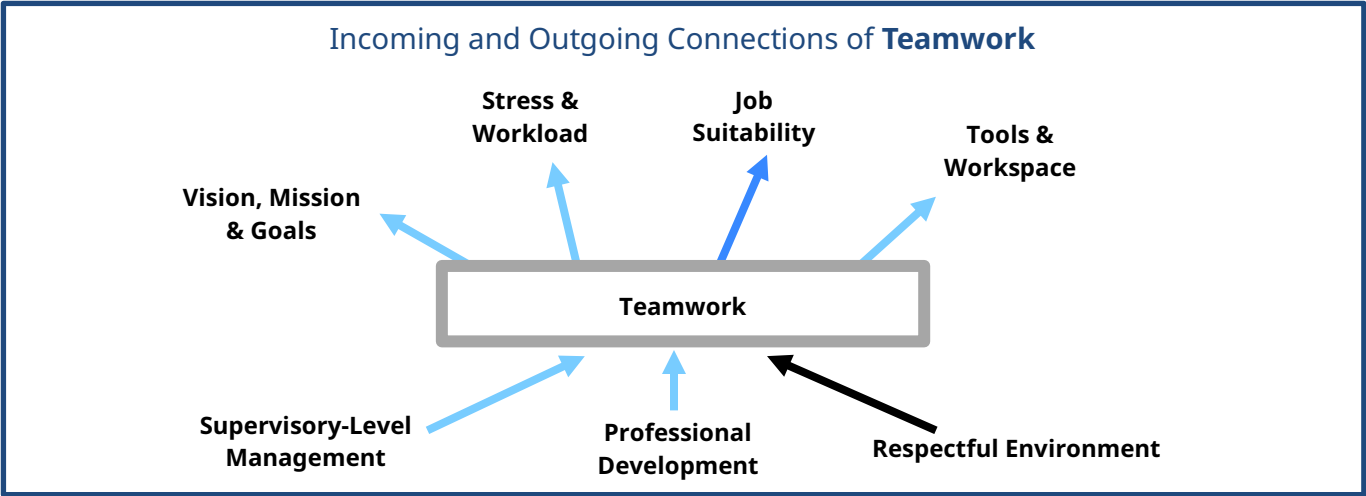 Incoming and Outgoing Connections of Teamwork
Stress &
Workload
Job
Suitability
Tools &
Workspace
Vision, Mission
& Goals
Teamwork
Supervisory-Level
Management
Professional
Development
Respectful Environment